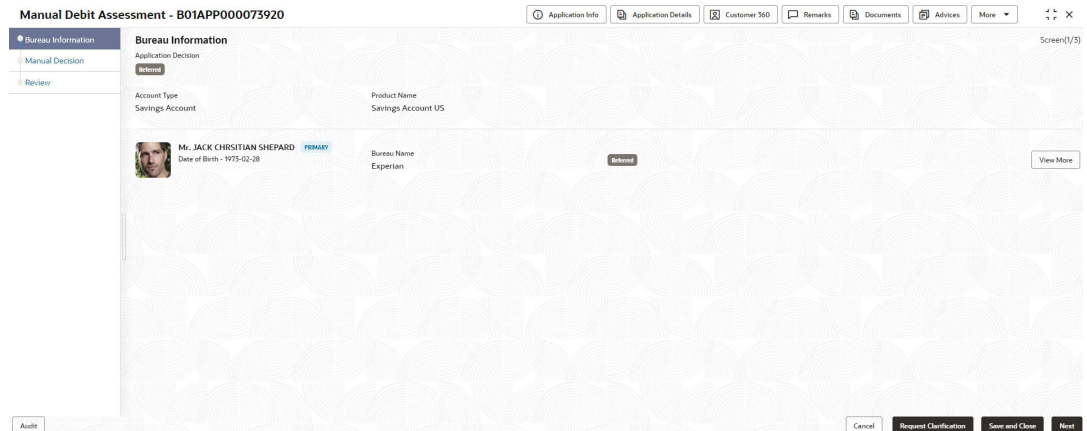 Manual Debit Assessment - B01APP000073920
Application Info
Application Details
Customer 360
Remarks
Documents
Advices
More
Bureau Information
Manual Decision
Review
Bureau Information
Screen(1/3)
Application Decision
Referred
Account Type
Product Name
Savings Account
Savings Account US
Mr. JACK CHRSITIAN SHEPARD PRIMARY
Date of Birth - 1973-02-28
Bureau Name
Experian
Referred
View More
Audit
Cancel
Request Clarification
Save and Close
Next